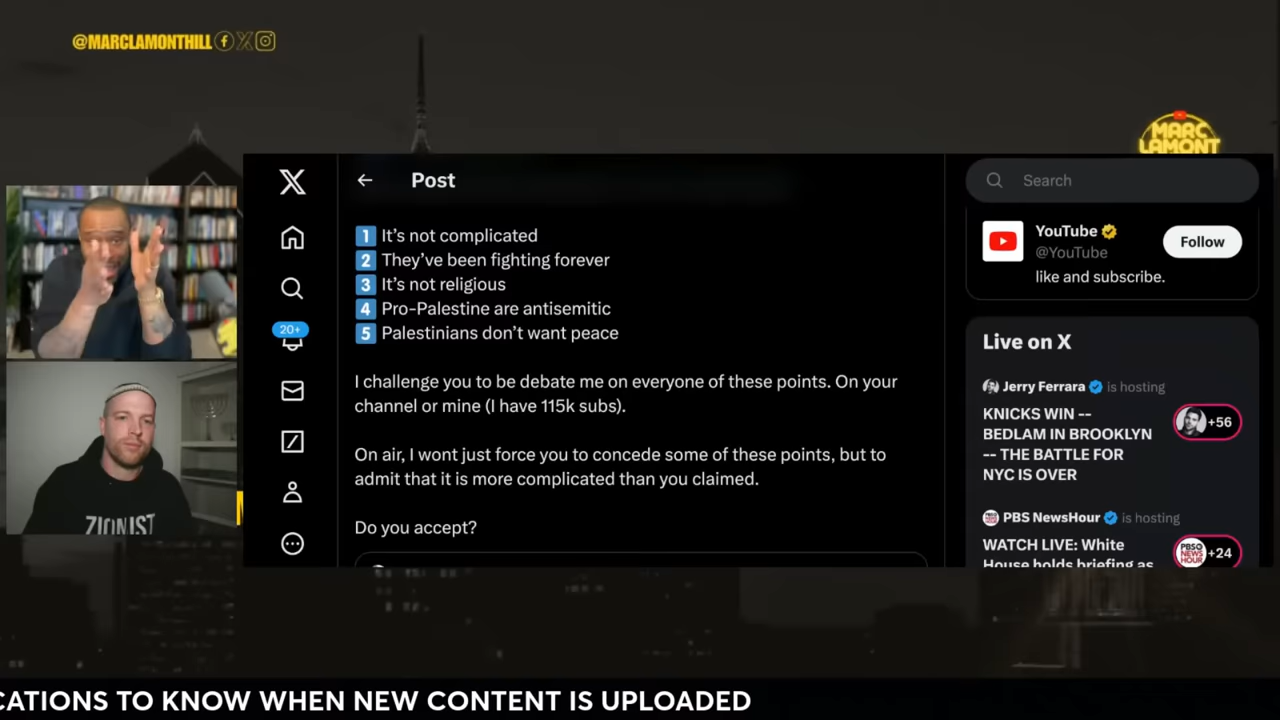 @MARCLAMONTHILL
MARC
LAMONT
Post
1 It's not complicated
2 They've been fighting forever
3 It's not religious
4 Pro-Palestine are antisemitic
5 Palestinians don't want peace
I challenge you to be debate me on everyone of these points. On your
channel or mine (I have 115k subs).
On air, I wont just force you to concede some of these points, but to
admit that it is more complicated than you claimed.
Do you accept?
20+
Search
YouTube
@YouTube
Follow
like and subscribe.
Live on X
Jerry Ferrara is hosting
KNICKS WIN --
BEDLAM IN BROOKLYN
-- THE BATTLE FOR
NYC IS OVER
+56
PBS NewsHour is hosting
WATCH LIVE: White
House holds briefing as
+24
ZIONIST
CATIONS TO KNOW WHEN NEW CONTENT IS UPLOADED